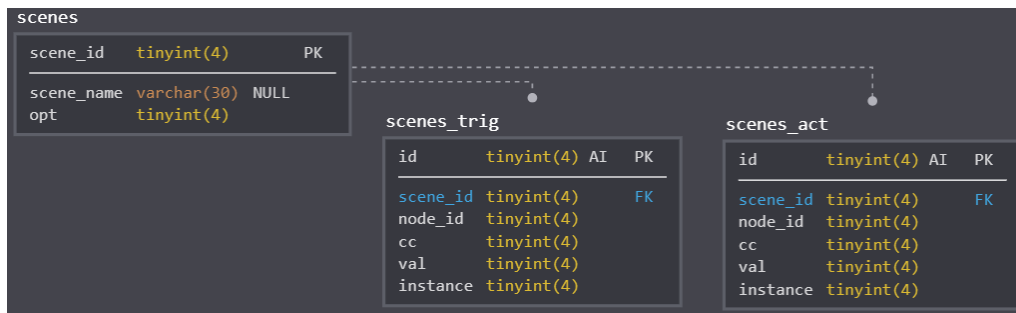 scenes
scene_id tinyint(4) PK
scene_name varchar(30) NULL
opt tinyint(4)
scenes_trig
id tinyint(4) AI PK
scene_id tinyint(4) FK
node_id tinyint(4)
cc tinyint(4)
val tinyint(4)
instance tinyint(4)
scenes_act
id tinyint(4) AI PK
scene_id tinyint(4) FK
node_id tinyint(4)
cc tinyint(4)
val tinyint(4)
instance tinyint(4)